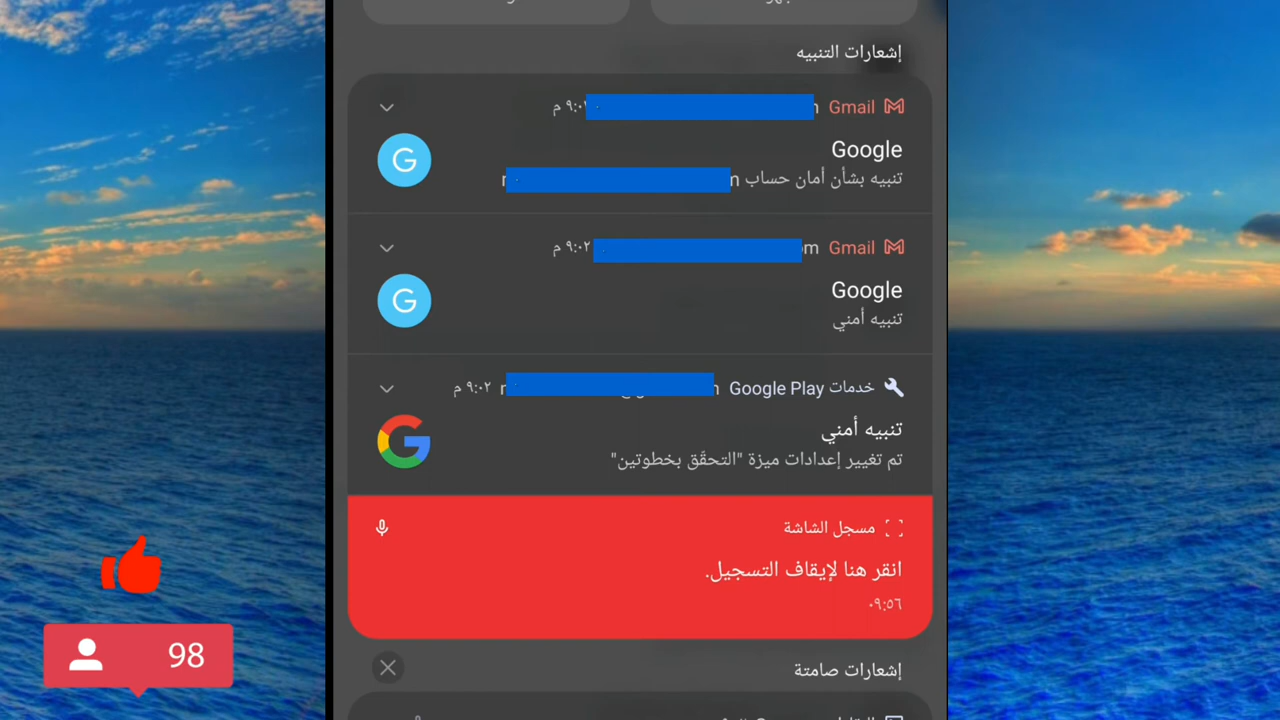 إشعارات التنبيه
Gmail ٩:٠٢ م
Google
تنبيه بشأن أمان حساب
Gmail ٩:٠٢ م
Google
تنبيه أمني
خدمات Google Play ٩:٠٢ م
تنبيه أمني
تم تغيير إعدادات ميزة "التحقّق بخطوتين"
مسجل الشاشة
انقر هنا لإيقاف التسجيل.
٠٩:٥٦
إشعارات صامتة
98